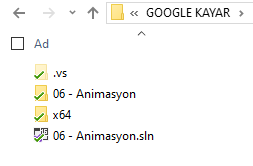 « GOOGLE KAYAR
Ad
.vs
06 - Animasyon
x64
06 - Animasyon.sln